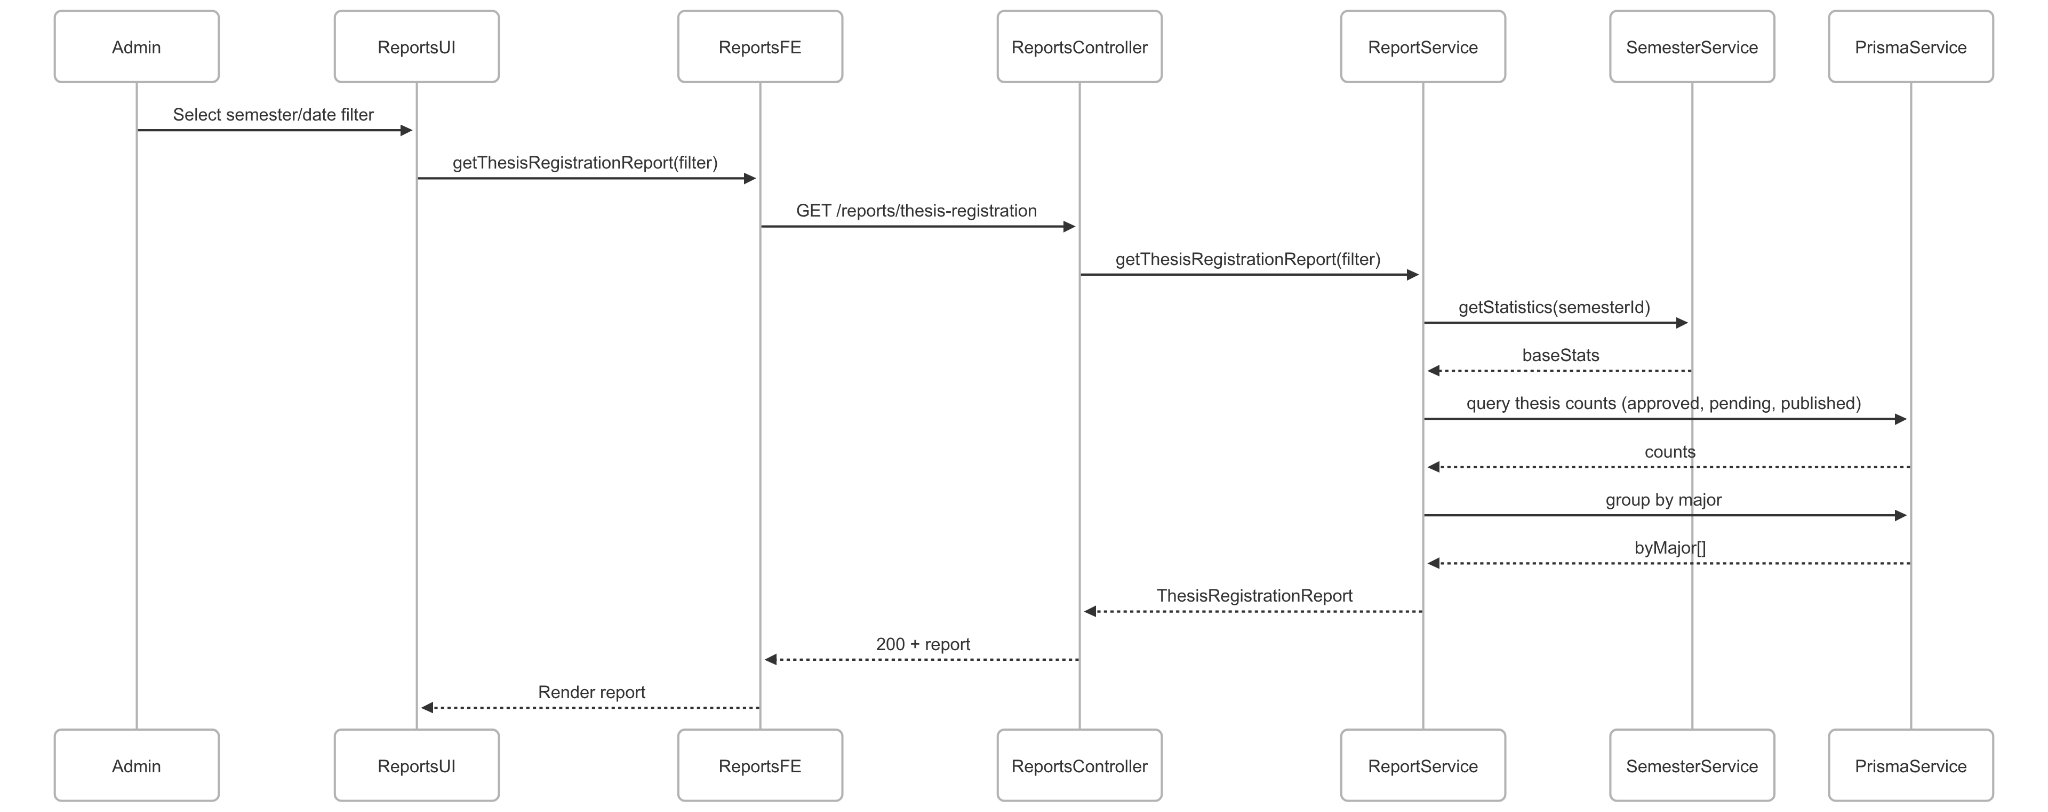 Admin
ReportsUI
ReportsFE
ReportsController
ReportService
SemesterService
PrismaService
Select semester/date filter
getThesisRegistrationReport(filter)
GET /reports/thesis-registration
getThesisRegistrationReport(filter)
getStatistics(semesterId)
baseStats
query thesis counts (approved, pending, published)
counts
group by major
byMajor[]
ThesisRegistrationReport
200 + report
Render report
Admin
ReportsUI
ReportsFE
ReportsController
ReportService
SemesterService
PrismaService